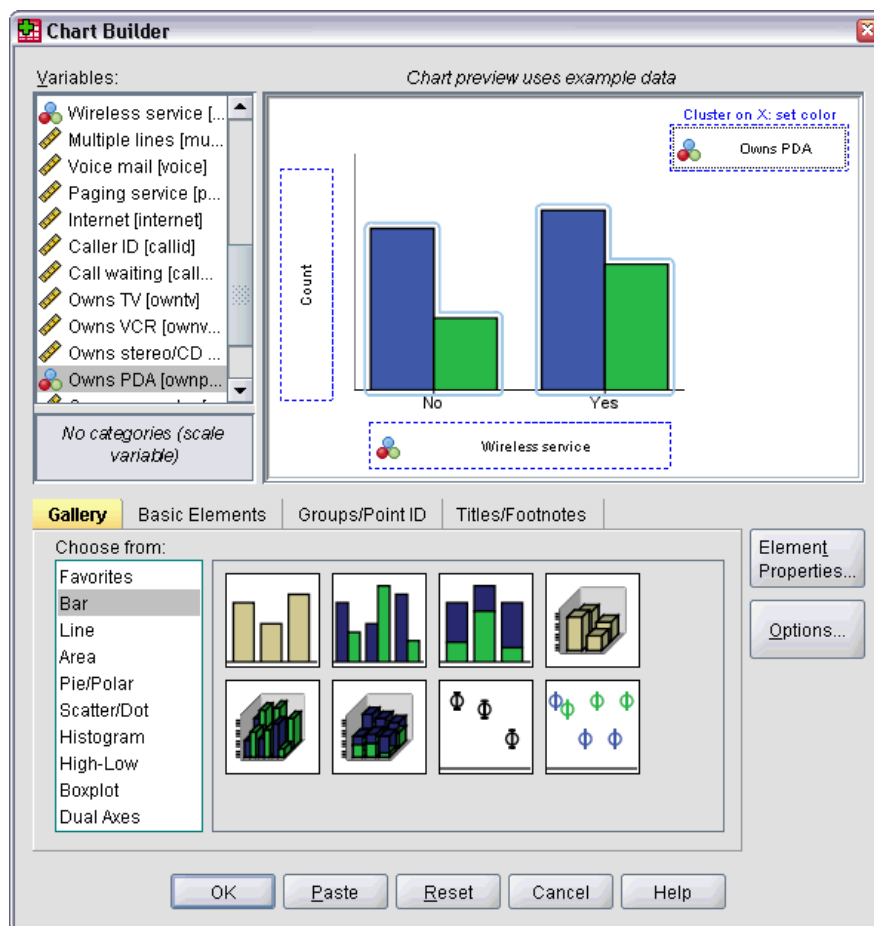 Chart Builder
Variables:
Chart preview uses example data
Wireless service [...
Multiple lines [mu...
Voice mail [voice]
Paging service [p...
Internet [internet]
Caller ID [callid]
Call waiting [call...
Owns TV [owntv]
Owns VCR [ownv...
Owns stereo/CD ...
Owns PDA [ownp...
No categories (scale
variable)
Cluster on X: set color
Owns PDA
Count
No
Yes
Wireless service
Gallery
Basic Elements
Groups/Point ID
Titles/Footnotes
Choose from:
Favorites
Bar
Line
Area
Pie/Polar
Scatter/Dot
Histogram
High-Low
Boxplot
Dual Axes
Element
Properties...
Options...
OK
Paste
Reset
Cancel
Help